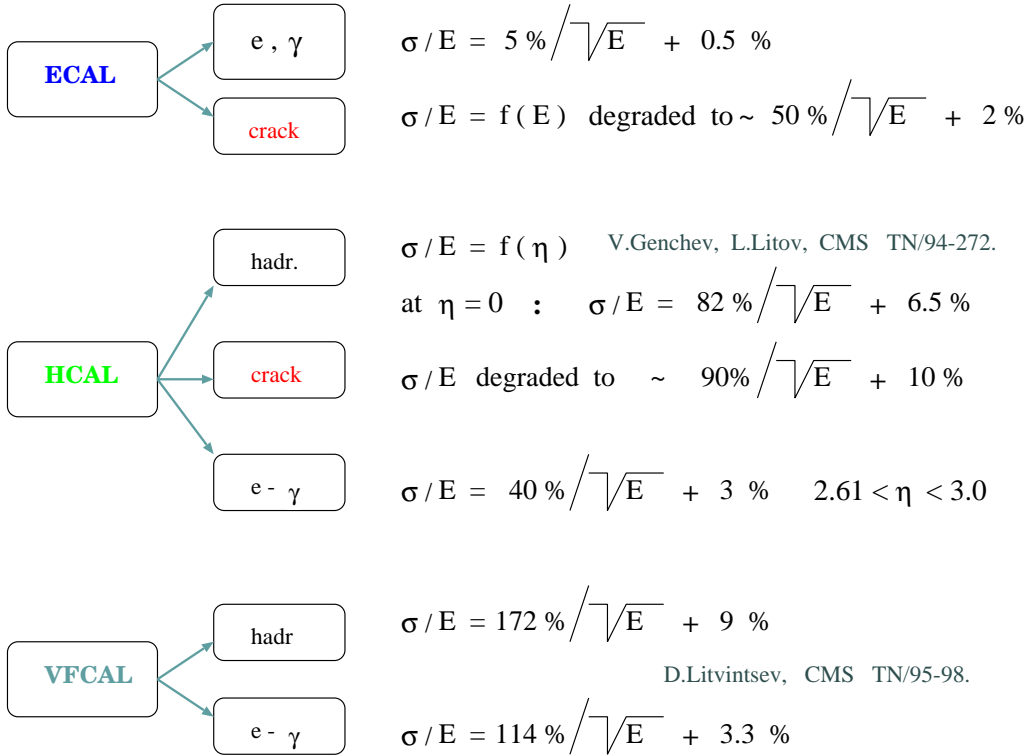 e , γ σ / E = 5 % / √E + 0.5 %
ECAL
crack σ / E = f ( E ) degraded to ~ 50 % / √E + 2 %
hadr. σ / E = f ( η ) V.Genchev, L.Litov, CMS TN/94-272.
at η = 0 : σ / E = 82 % / √E + 6.5 %
HCAL crack σ / E degraded to ~ 90% / √E + 10 %
e - γ σ / E = 40 % / √E + 3 % 2.61 < η < 3.0
hadr σ / E = 172 % / √E + 9 %
VFCAL D.Litvintsev, CMS TN/95-98.
e - γ σ / E = 114 % / √E + 3.3 %